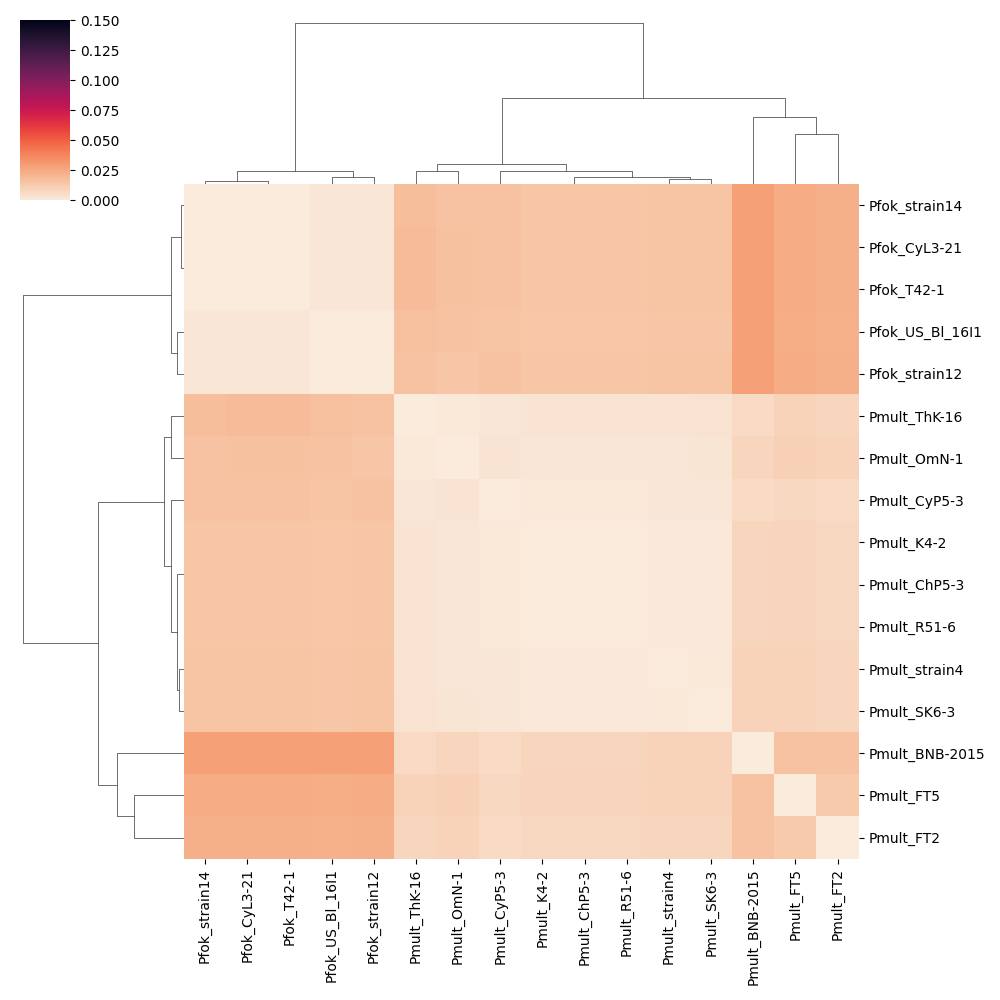 0.150
0.125
0.100
0.075
0.050
0.025
0.000
Pfok_strain14
Pfok_CyL3-21
Pfok_T42-1
Pfok_US_Bl_16I1
Pfok_strain12
Pmult_ThK-16
Pmult_OmN-1
Pmult_CyP5-3
Pmult_K4-2
Pmult_ChP5-3
Pmult_R51-6
Pmult_strain4
Pmult_SK6-3
Pmult_BNB-2015
Pmult_FT5
Pmult_FT2
Pfok_strain14
Pfok_CyL3-21
Pfok_T42-1
Pfok_US_Bl_16I1
Pfok_strain12
Pmult_ThK-16
Pmult_OmN-1
Pmult_CyP5-3
Pmult_K4-2
Pmult_ChP5-3
Pmult_R51-6
Pmult_strain4
Pmult_SK6-3
Pmult_BNB-2015
Pmult_FT5
Pmult_FT2